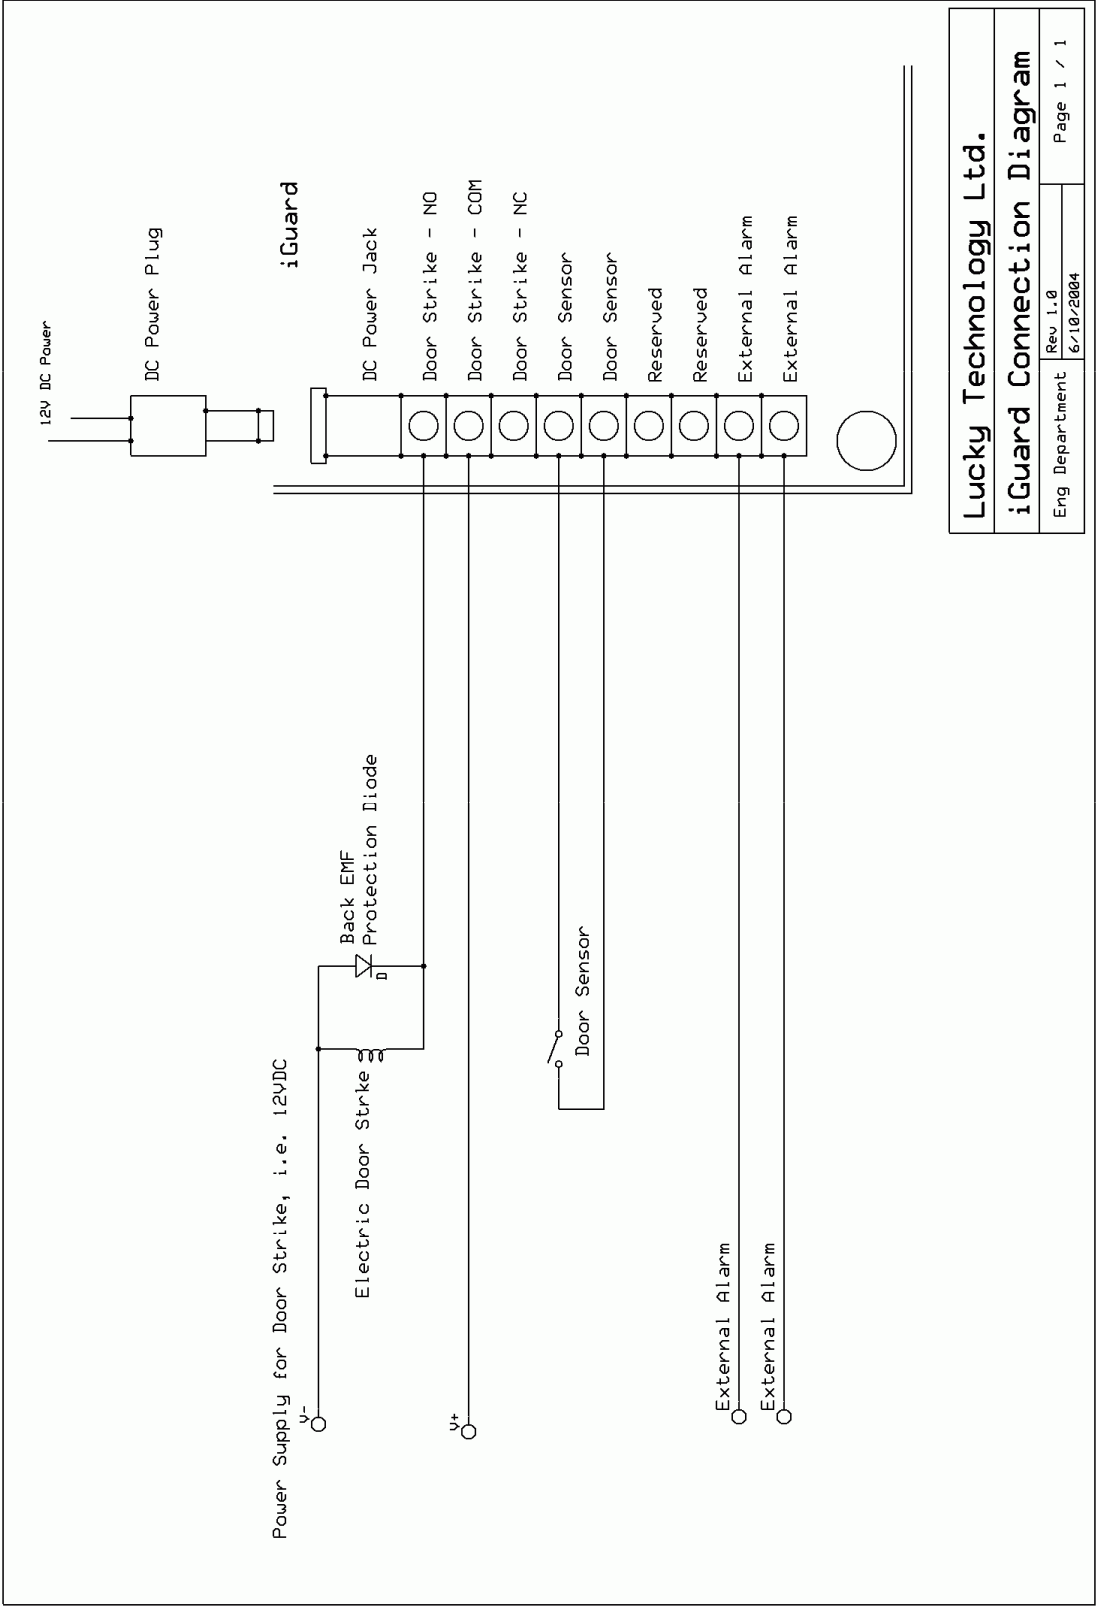 Power Supply for Door Strike, i.e. 12VDC
V-
Electric Door Strke
Back EMF
Protection Diode
D
V+
Door Sensor
External Alarm
External Alarm
12V DC Power
DC Power Plug
iGuard
DC Power Jack
Door Strike - NO
Door Strike - COM
Door Strike - NC
Door Sensor
Door Sensor
Reserved
Reserved
External Alarm
External Alarm
Lucky Technology Ltd.
iGuard Connection Diagram
Eng Department
Rev 1.0
6/10/2004
Page 1 / 1